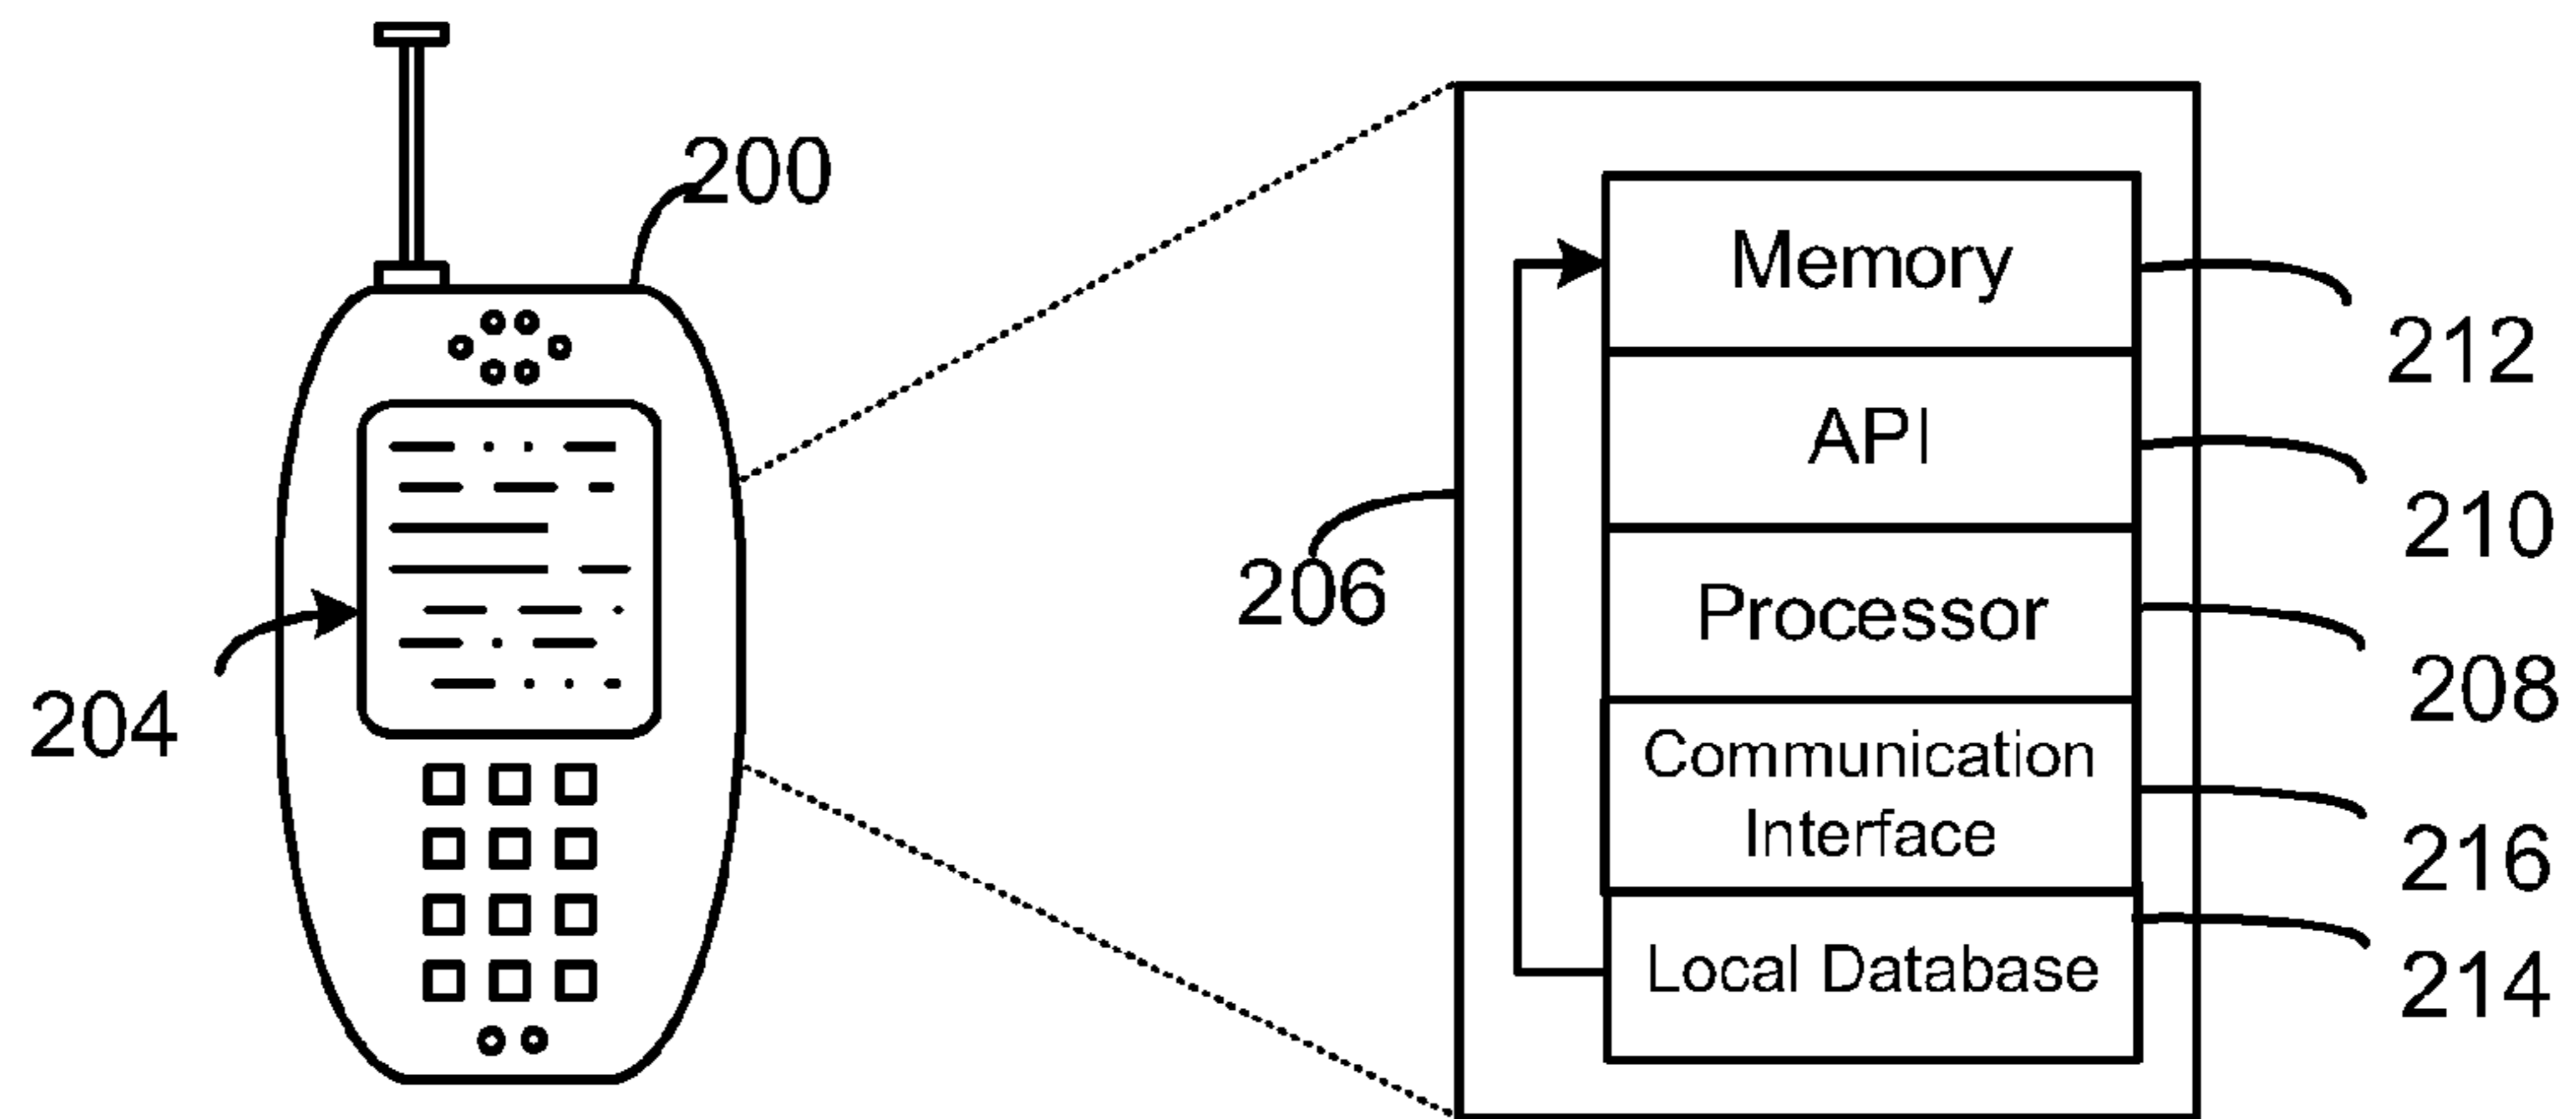 200
204
206
Memory
212
API
210
Processor
208
Communication
Interface
216
Local Database
214